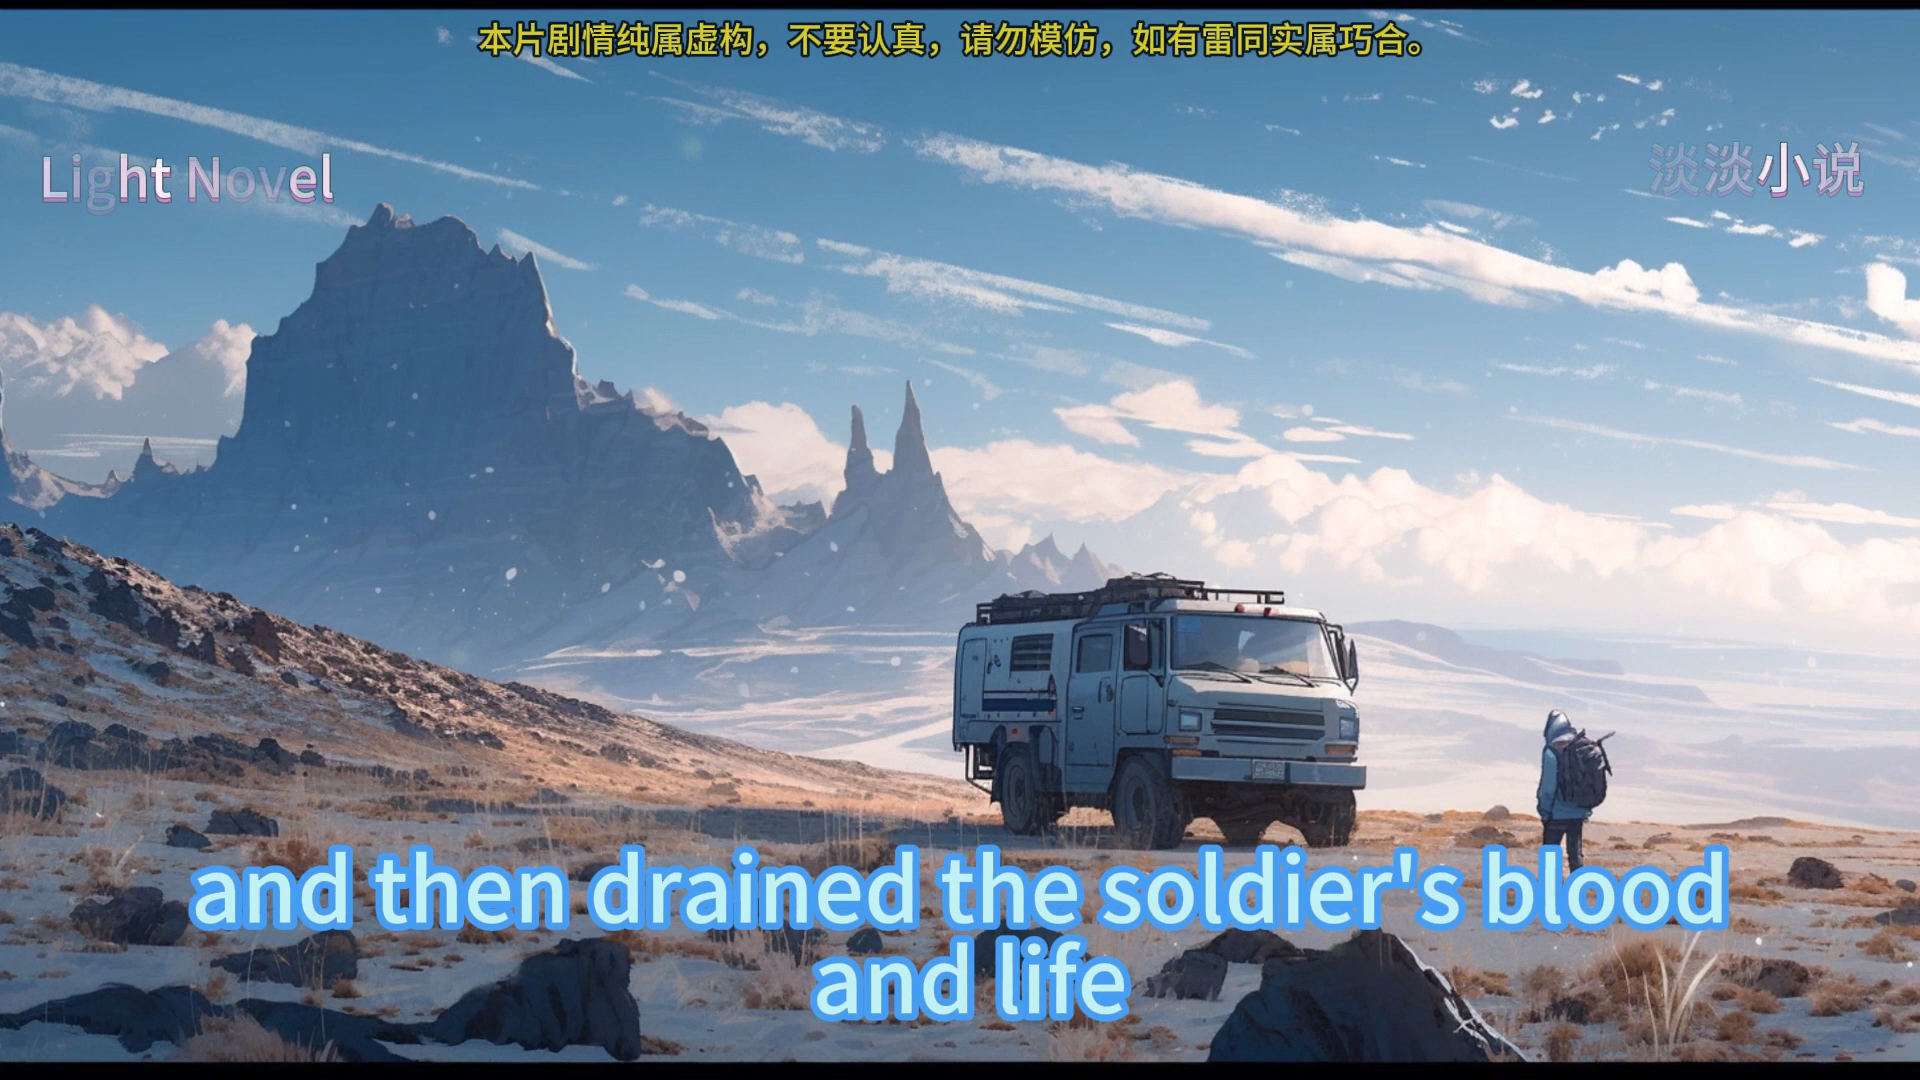 本片剧情纯属虚构，不要认真，请勿模仿，如有雷同实属巧合。
Light Novel
淡淡小说
and then drained the soldier's blood
and life